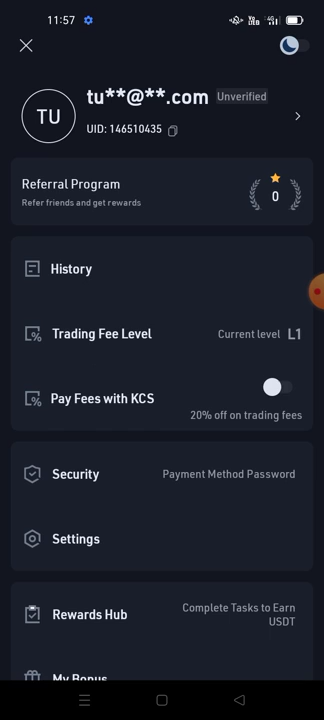 11:57
tu**@**.com Unverified
TU
UID: 146510435
Referral Program
Refer friends and get rewards
0
History
Trading Fee Level Current level L1
Pay Fees with KCS
20% off on trading fees
Security Payment Method Password
Settings
Rewards Hub Complete Tasks to Earn
USDT
My Bonus